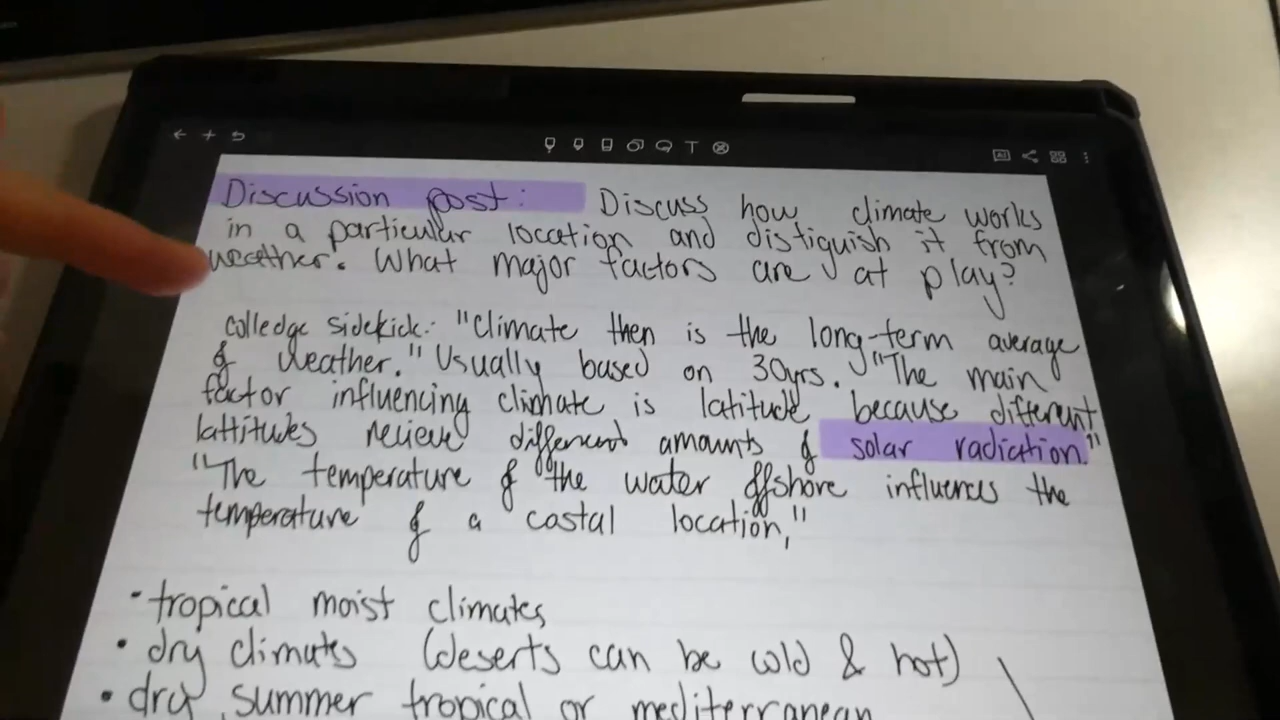 Discussion post: Discuss how climate works
in a particular location and distiguish it from
weather. What major factors are at play?
colledge sidekick: "Climate then is the long-term average
of weather." Usually based on 30yrs. "The main
factor influencing climate is latitude because different
lattitudes recieve different amounts of solar radiation."
"The temperature of the water offshore influences the
temperature of a costal location,"
• tropical moist climates
• dry climates (deserts can be cold & hot)
• dry summer tropical or mediterranean